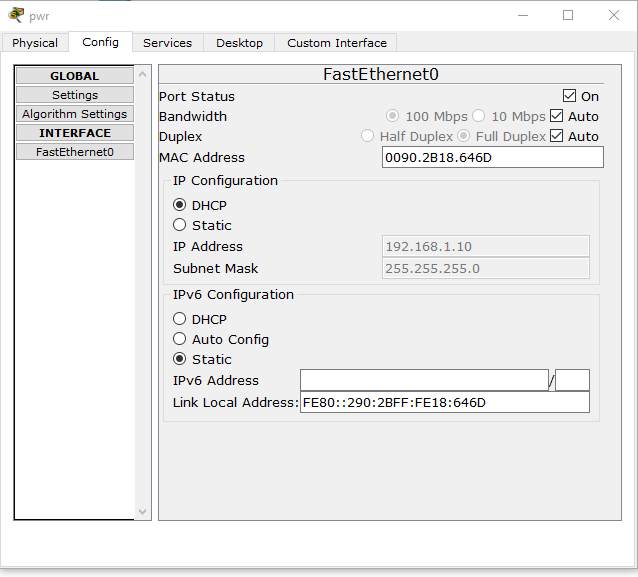 pwr
Physical Config Services Desktop Custom Interface
GLOBAL
Settings
Algorithm Settings
INTERFACE
FastEthernet0
FastEthernet0
Port Status On
Bandwidth 100 Mbps 10 Mbps Auto
Duplex Half Duplex Full Duplex Auto
MAC Address 0090.2B18.646D
IP Configuration
DHCP
Static
IP Address 192.168.1.10
Subnet Mask 255.255.255.0
IPv6 Configuration
DHCP
Auto Config
Static
IPv6 Address /
Link Local Address: FE80::290:2BFF:FE18:646D